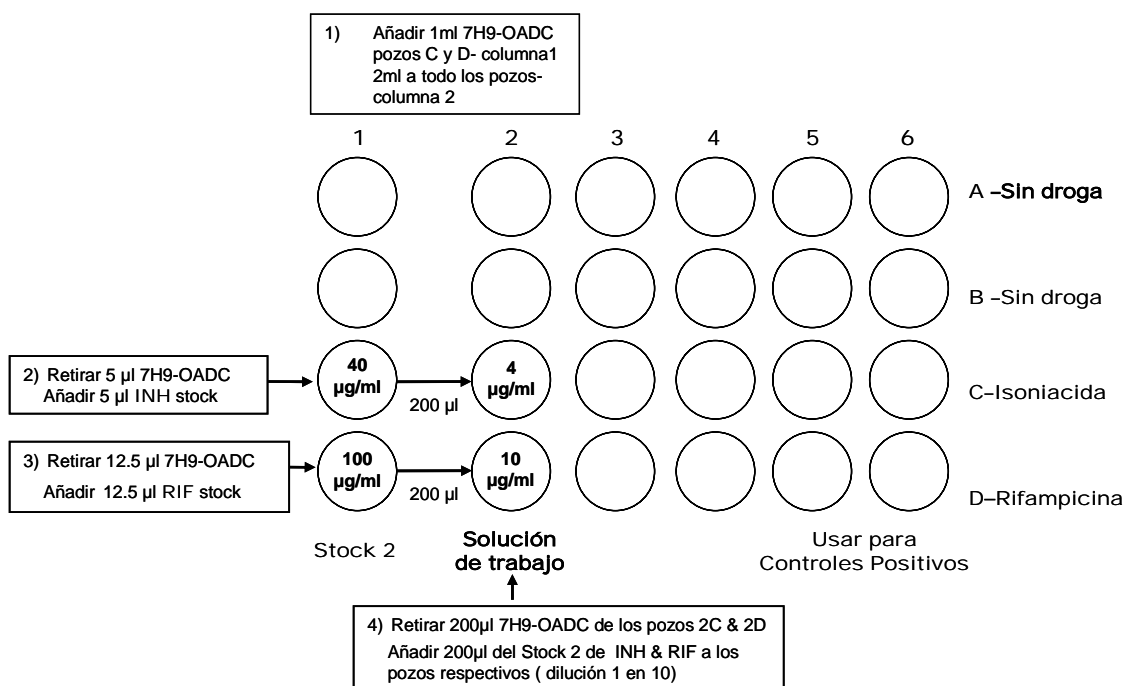 1) Añadir 1ml 7H9-OADC
pozos C y D- columna1
2ml a todo los pozos-
columna 2
1 2 3 4 5 6
A –Sin droga
B –Sin droga
2) Retirar 5 µl 7H9-OADC
Añadir 5 µl INH stock
40
µg/ml
200 µl
4
µg/ml
C–Isoniacida
3) Retirar 12.5 µl 7H9-OADC
Añadir 12.5 µl RIF stock
100
µg/ml
200 µl
10
µg/ml
D–Rifampicina
Stock 2
Solución
de trabajo
Usar para
Controles Positivos
4) Retirar 200µl 7H9-OADC de los pozos 2C & 2D
Añadir 200µl del Stock 2 de INH & RIF a los
pozos respectivos ( dilución 1 en 10)